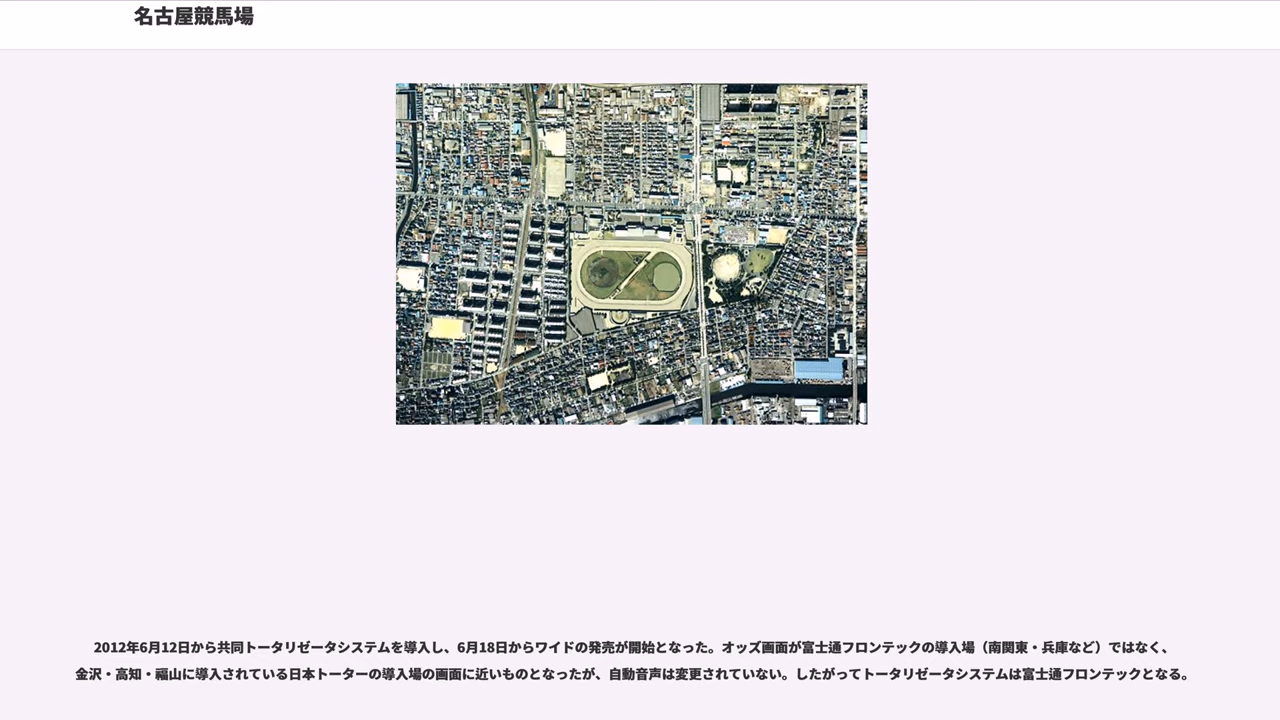 名古屋競馬場
2012年6月12日から共同トータリゼータシステムを導入し、6月18日からワイドの発売が開始となった。オッズ画面が富士通フロンテックの導入場（南関東・兵庫など）ではなく、
金沢・高知・福山に導入されている日本トーターの導入場の画面に近いものとなったが、自動音声は変更されていない。したがってトータリゼータシステムは富士通フロンテックとなる。